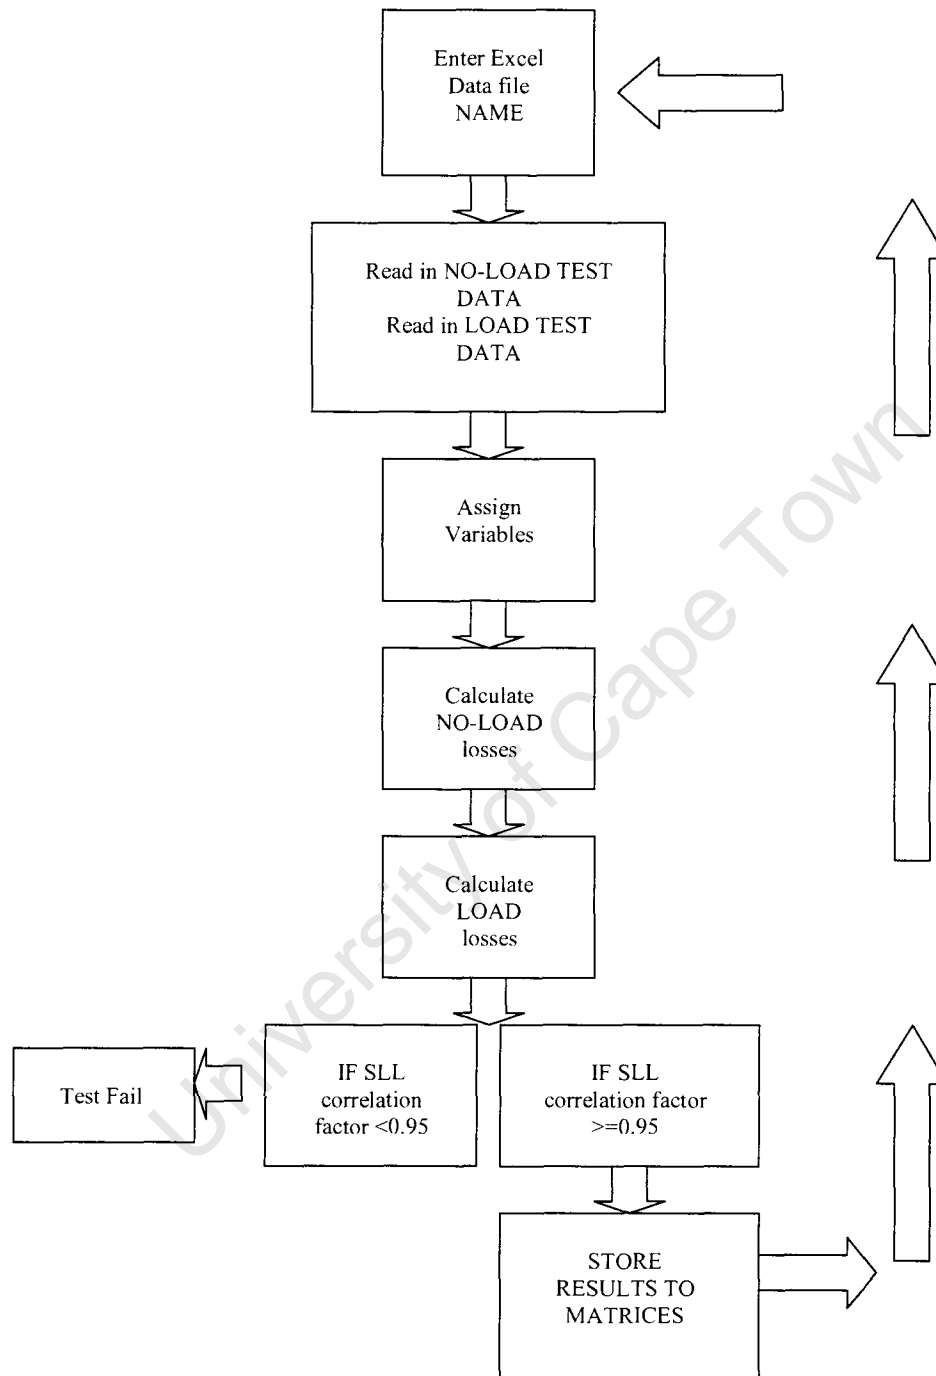 Enter Excel
Data file
NAME
Read in NO-LOAD TEST
DATA
Read in LOAD TEST
DATA
Assign
Variables
Calculate
NO-LOAD
losses
Calculate
LOAD
losses
Test Fail
IF SLL
correlation
factor <0.95
IF SLL
correlation factor
>=0.95
STORE
RESULTS TO
MATRICES
University of Cape Town